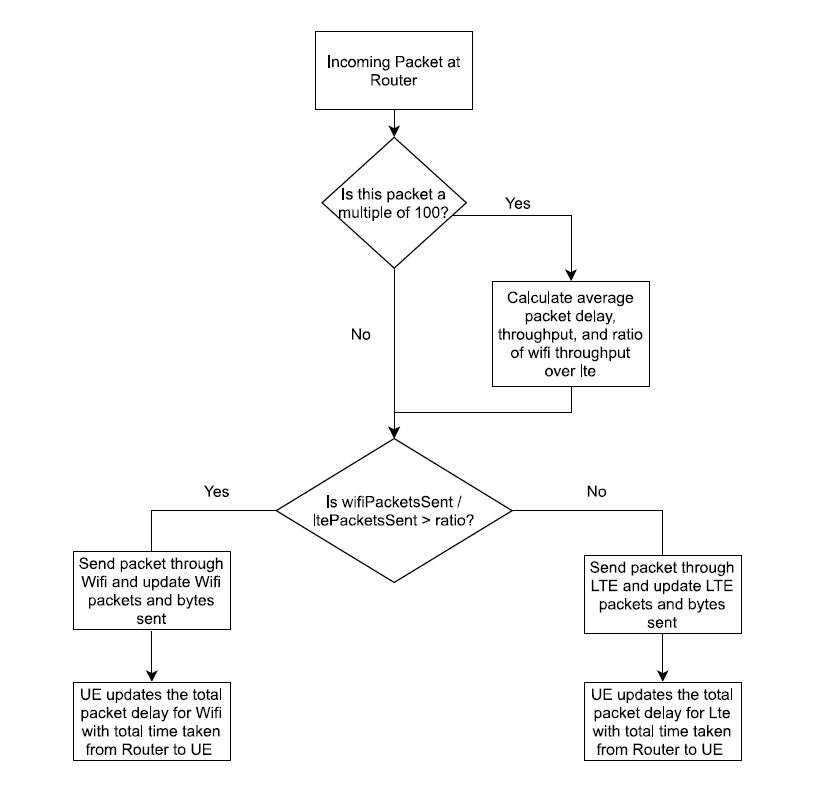 Incoming Packet at
Router
Is this packet a
multiple of 100?
Yes
Calculate average
packet delay,
throughput, and ratio
of wifi throughput
over lte
No
Is wifiPacketsSent /
ltePacketsSent > ratio?
Yes
No
Send packet through
Wifi and update Wifi
packets and bytes
sent
Send packet through
LTE and update LTE
packets and bytes
sent
UE updates the total
packet delay for Wifi
with total time taken
from Router to UE
UE updates the total
packet delay for Lte
with total time taken
from Router to UE